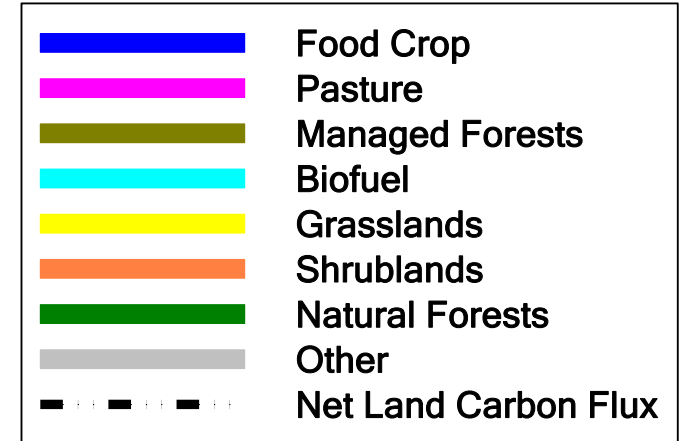 Food Crop
Pasture
Managed Forests
Biofuel
Grasslands
Shrublands
Natural Forests
Other
Net Land Carbon Flux